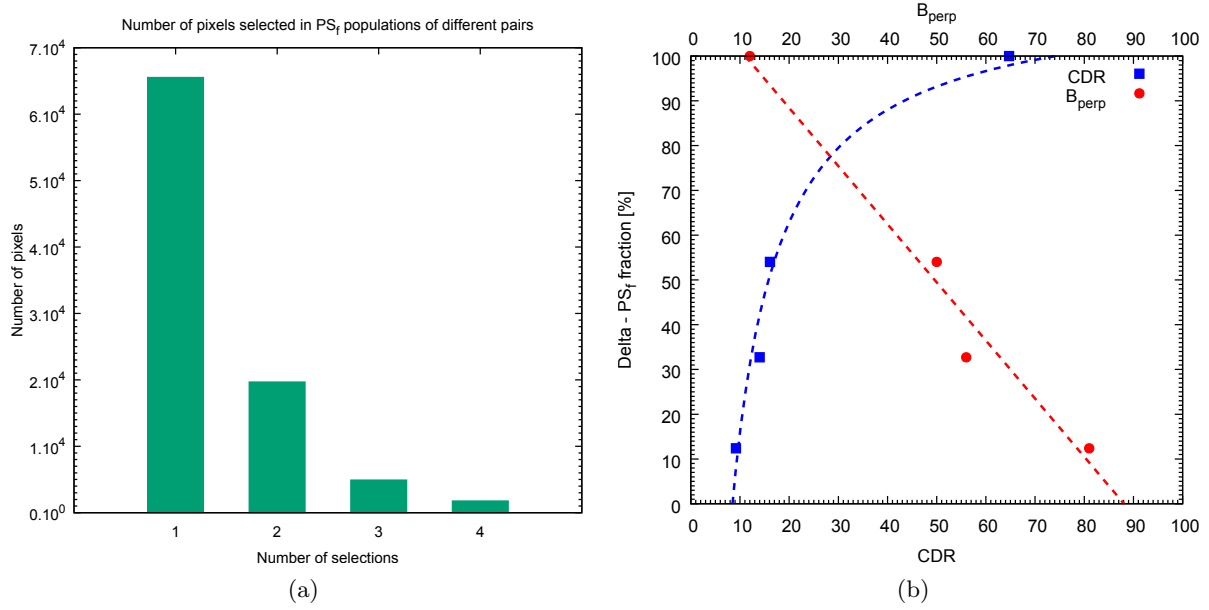 Number of pixels selected in PSf populations of different pairs
7.10^4
6.10^4
5.10^4
4.10^4
3.10^4
2.10^4
1.10^4
0.10^0
Number of pixels
1 2 3 4
Number of selections
(a)
Bperp
0 10 20 30 40 50 60 70 80 90 100
100
90
80
70
60
50
40
30
20
10
0
Delta - PSf fraction [%]
CDR
Bperp
0 10 20 30 40 50 60 70 80 90 100
CDR
(b)